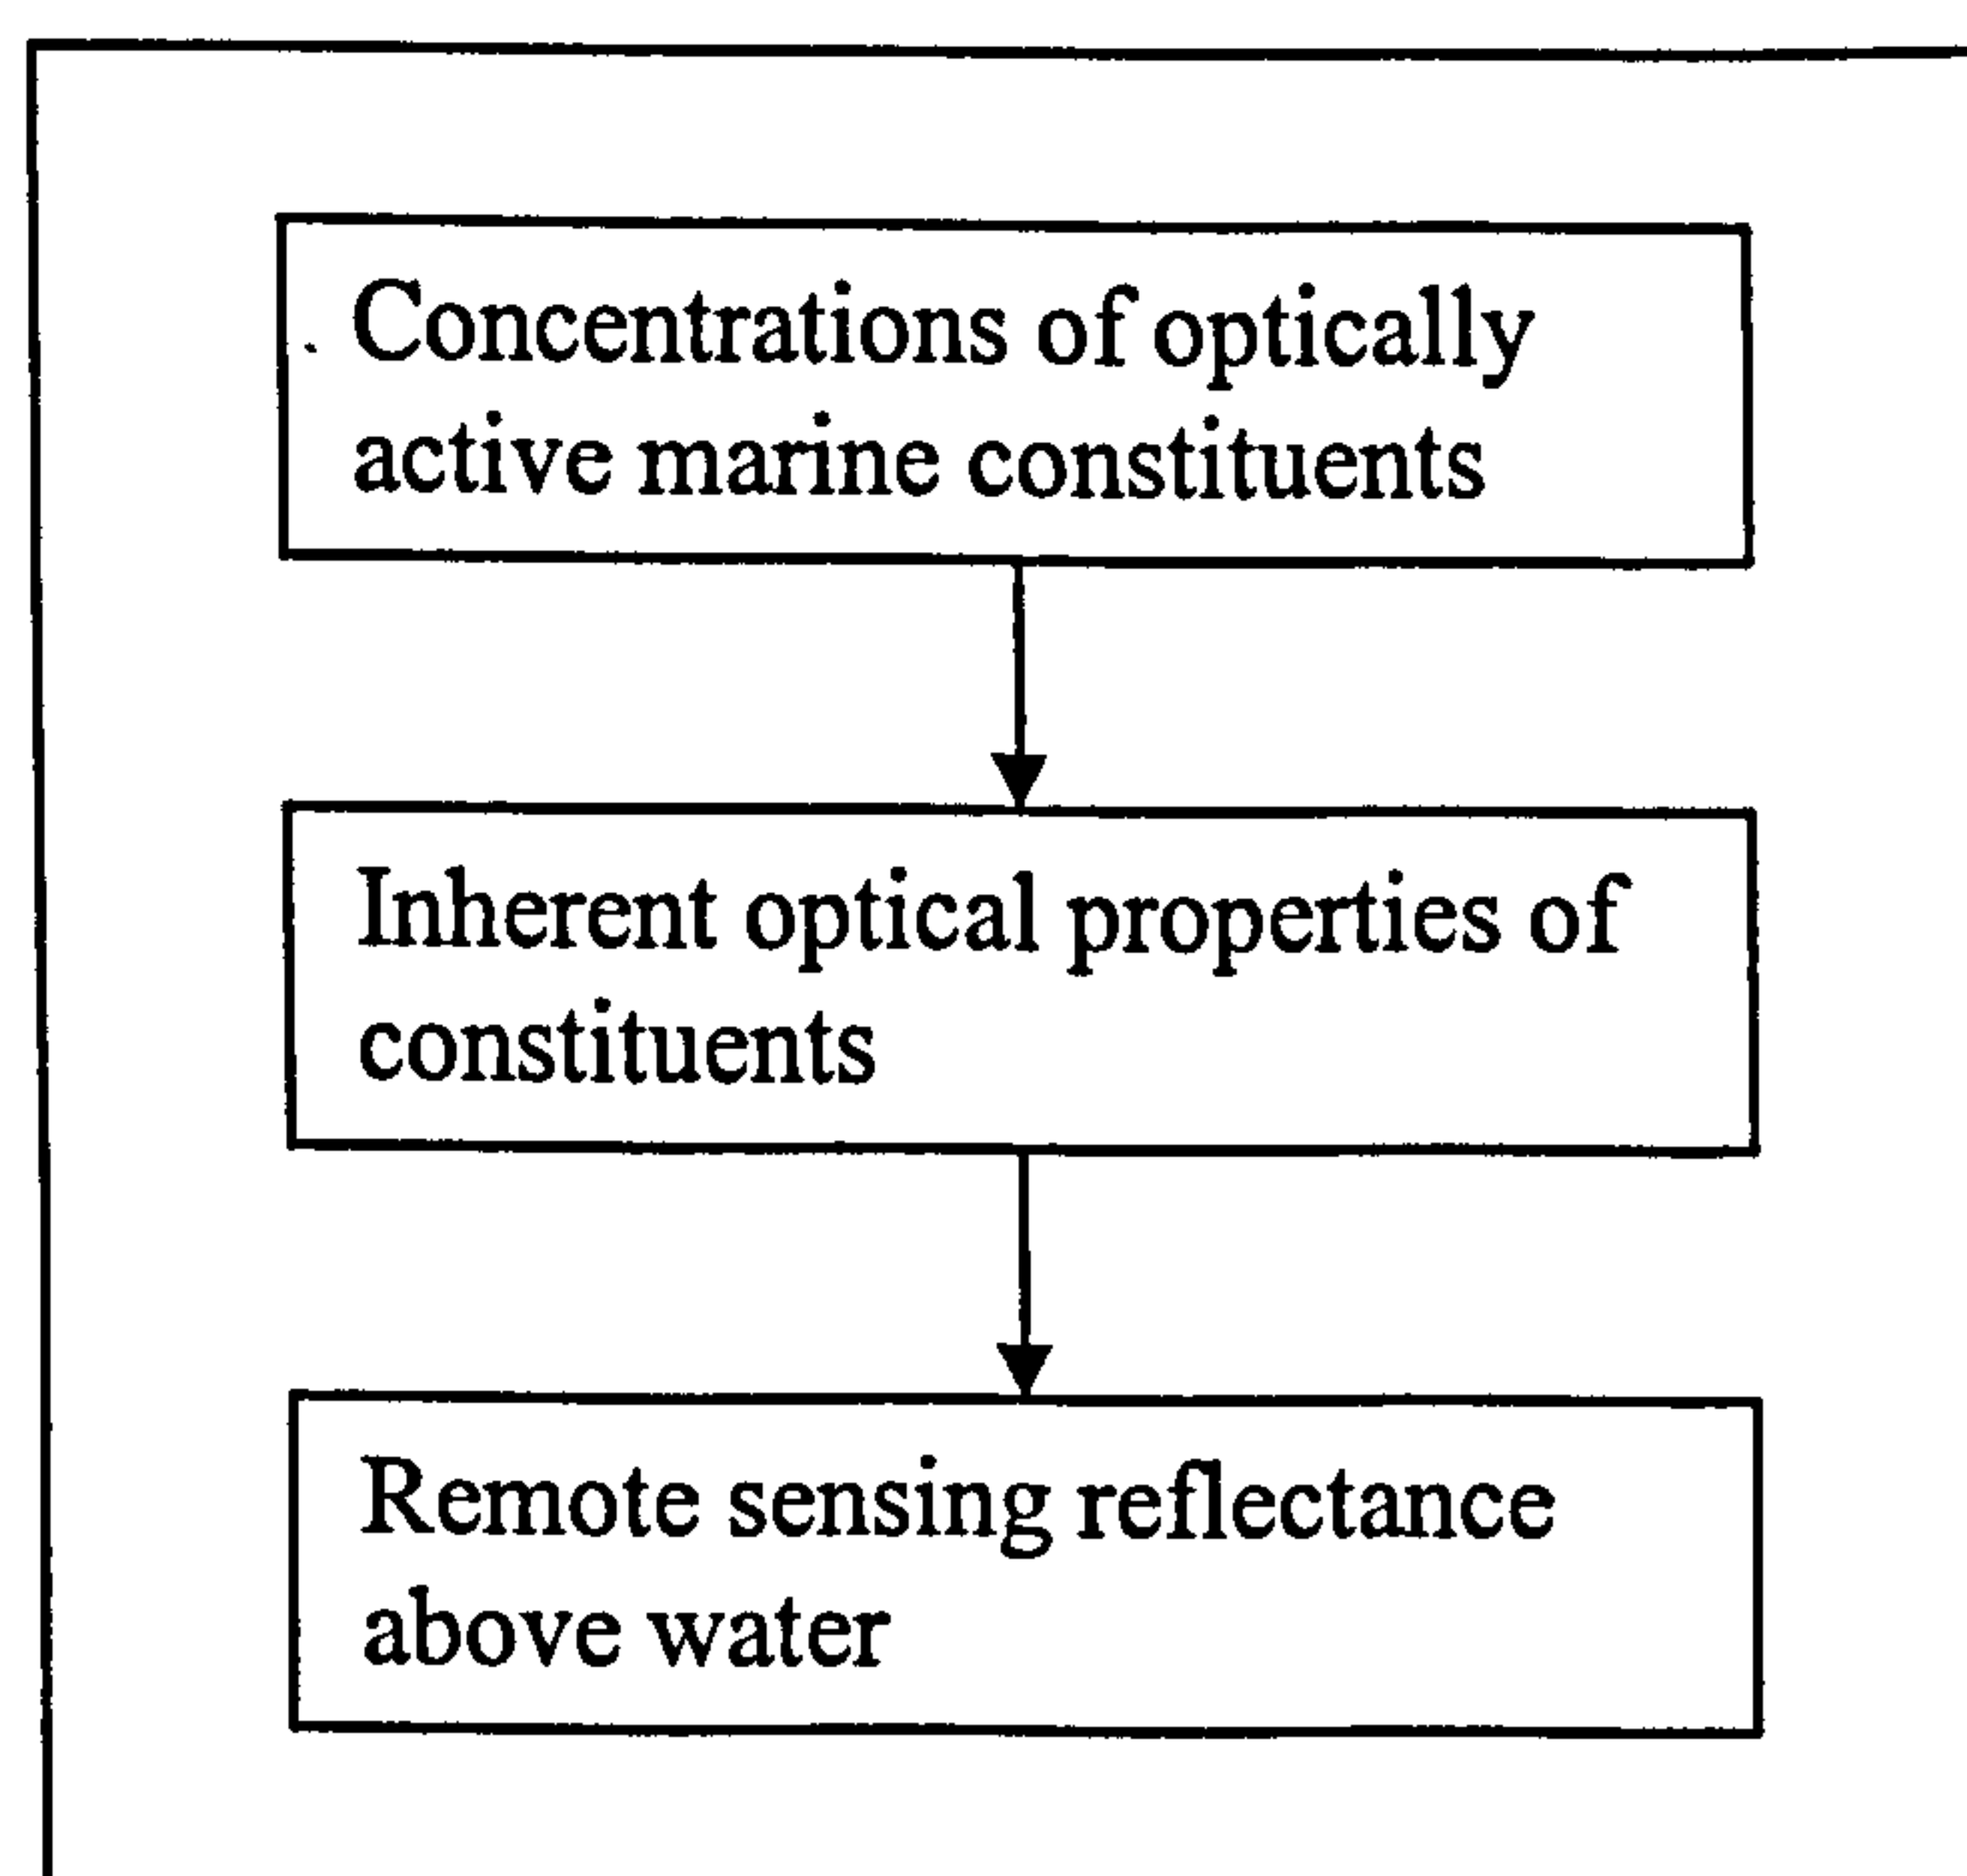 Concentrations of optically
active marine constituents
Inherent optical properties of
constituents
Remote sensing reflectance
above water